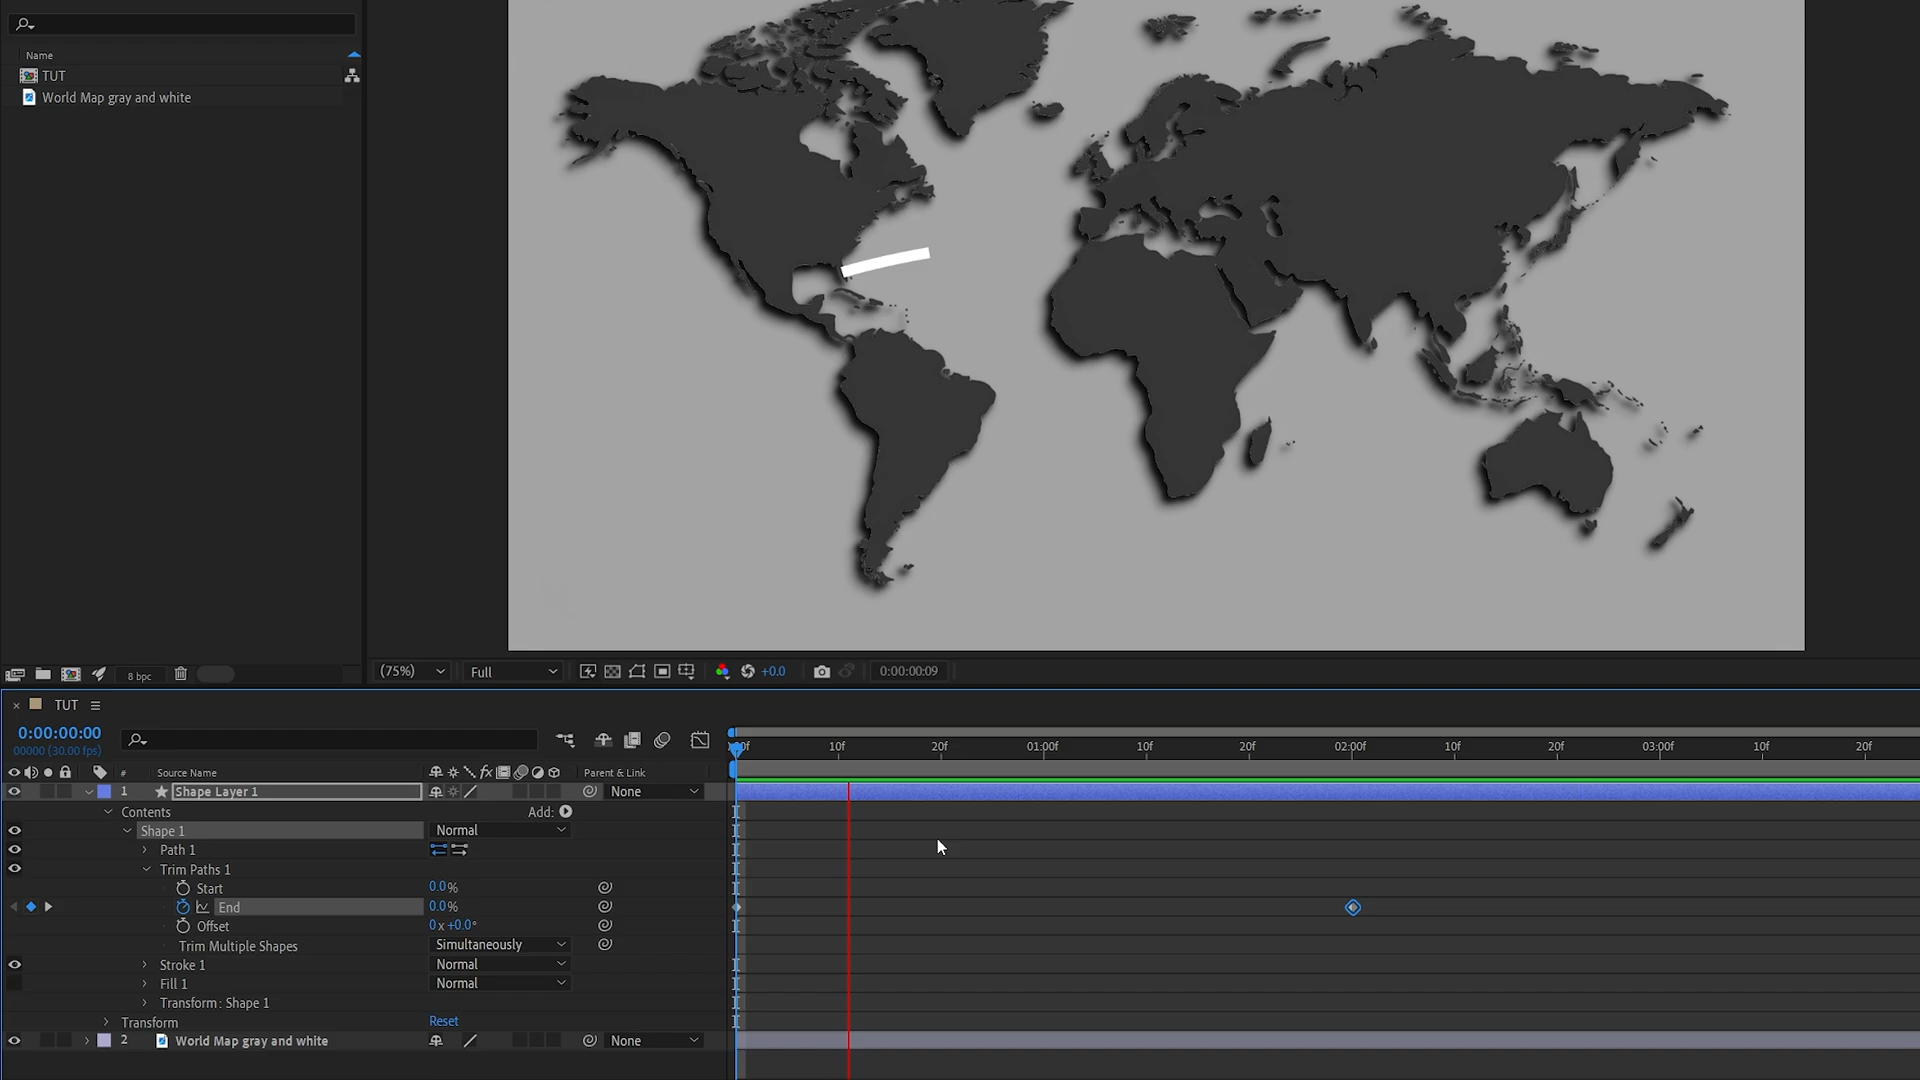 Name
TUT
World Map gray and white
8 bpc
(75%)
Full
+0.0
0:00:00:09
TUT
0:00:00:00
00000 (30.00 fps)
10f 20f 01:00f 10f 20f 02:00f 10f 20f 03:00f 10f 20f
# Source Name fx Parent & Link
1 Shape Layer 1 None
Contents Add:
Shape 1 Normal
Path 1
Trim Paths 1
Start 0.0%
End 0.0%
Offset 0x+0.0°
Trim Multiple Shapes Simultaneously
Stroke 1 Normal
Fill 1 Normal
Transform: Shape 1
Transform Reset
2 World Map gray and white None